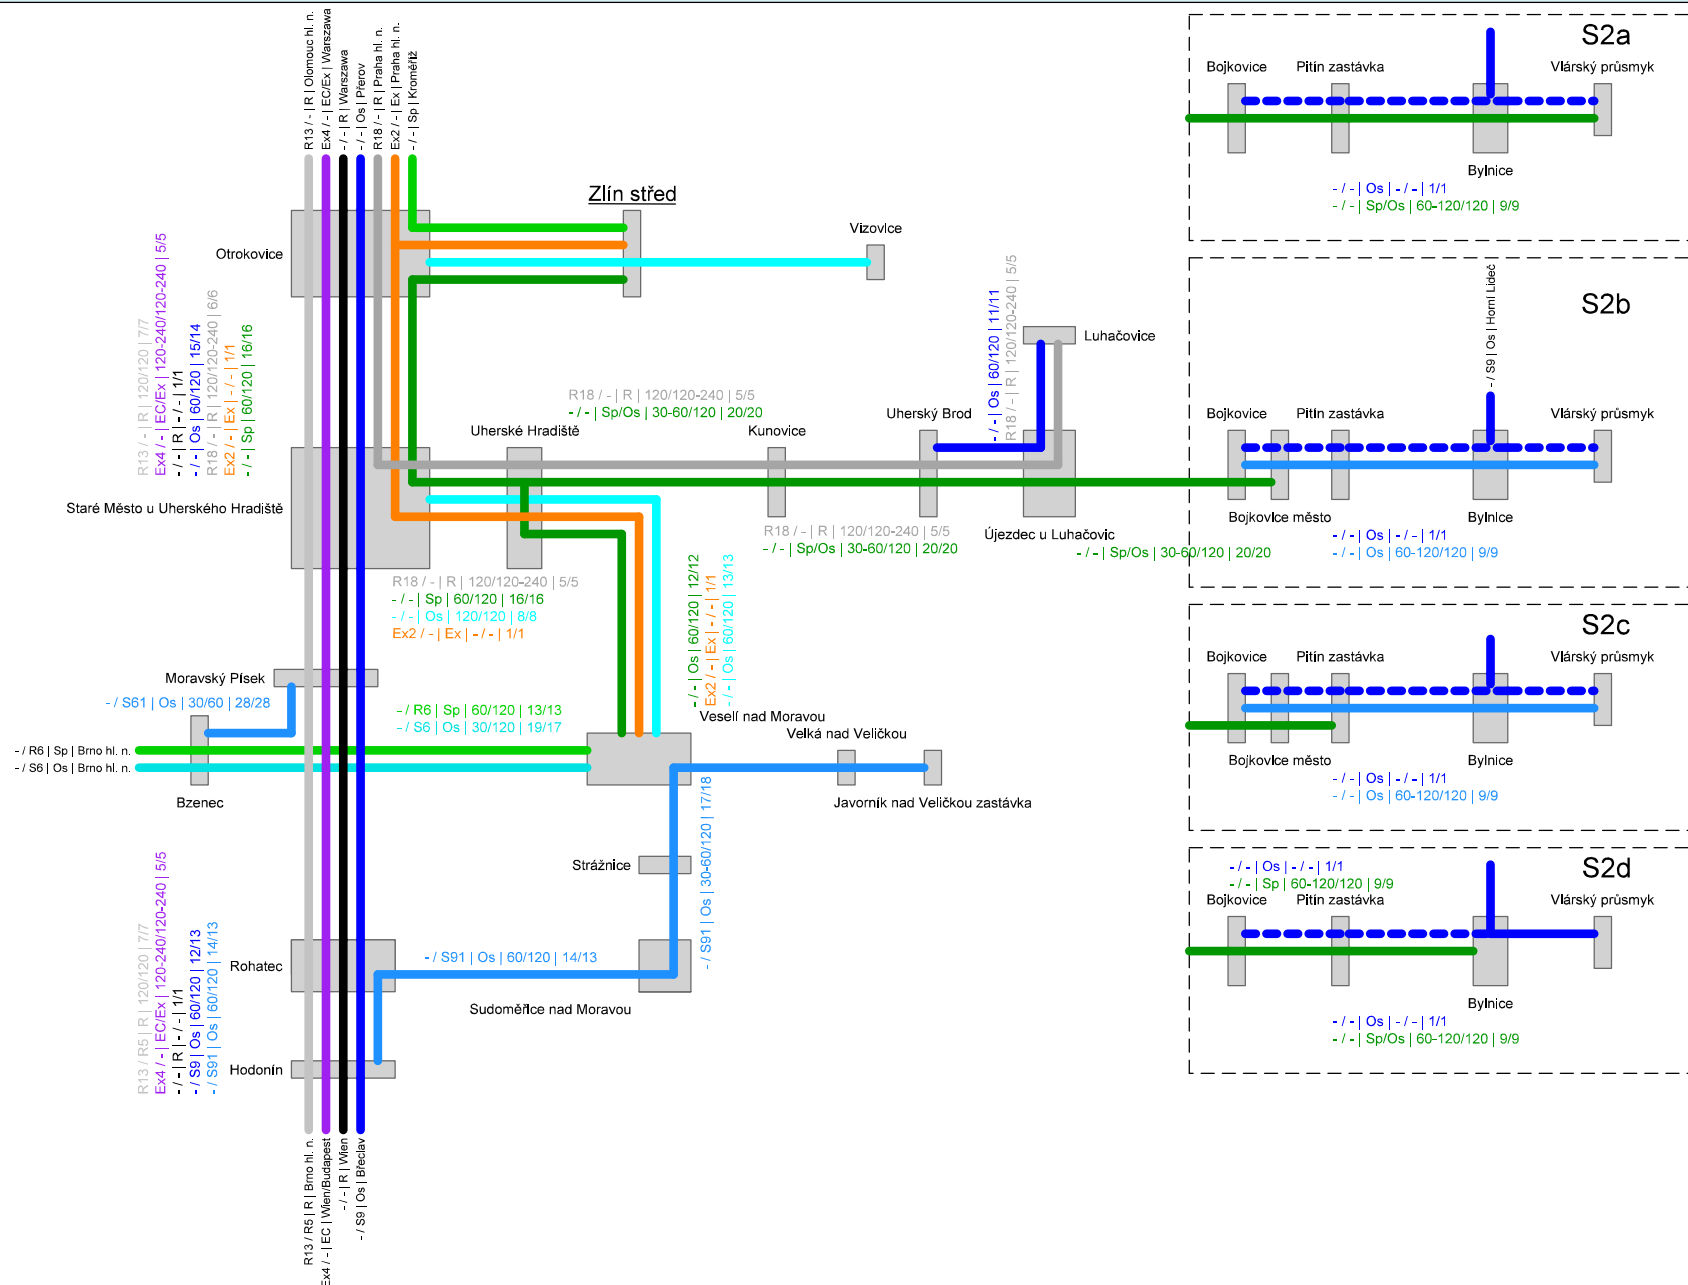 R13 / - | R | Olomouc hl. n.
Ex4 / - | EC/Ex | Warszawa
- / - | R | Warszawa
- / - | Os | Přerov
R18 / - | R | Praha hl. n.
Ex2 / - | Ex | Praha hl. n.
- / - | Sp | Kroměříž
Zlín střed
Otrokovice
Vizovice
R13 / - | R | 120/120 | 7/7
Ex4 / - | EC/Ex | 120-240/120-240 | 5/5
- / - | R | - / - | 1/1
- / - | Os | 60/120 | 15/14
R18 / - | R | 120/120-240 | 6/6
Ex2 / - | Ex | - / - | 1/1
- / - | Sp | 60/120 | 16/16
- / - | Os | 60/120 | 11/11
R18 / - | R | 120/120-240 | 5/5
Luhačovice
R18 / - | R | 120/120-240 | 5/5
- / - | Sp/Os | 30-60/120 | 20/20
Uherské Hradiště
Kunovice
Uherský Brod
Staré Město u Uherského Hradiště
R18 / - | R | 120/120-240 | 5/5
- / - | Sp/Os | 30-60/120 | 20/20
Újezdec u Luhačovic
- / - | Sp/Os | 30-60/120 | 20/20
R18 / - | R | 120/120-240 | 5/5
- / - | Sp | 60/120 | 16/16
- / - | Os | 120/120 | 8/8
Ex2 / - | Ex | - / - | 1/1
- / - | Os | 60/120 | 12/12
Ex2 / - | Ex | - / - | 1/1
- / - | Os | 60/120 | 13/13
Moravský Písek
- / S61 | Os | 30/60 | 28/28
- / R6 | Sp | 60/120 | 13/13
- / S6 | Os | 30/120 | 19/17
Veselí nad Moravou
Velká nad Veličkou
- / R6 | Sp | Brno hl. n.
- / S6 | Os | Brno hl. n.
Bzenec
Javorník nad Veličkou zastávka
- / S91 | Os | 30-60/120 | 17/18
Strážnice
R13 / R5 | R | 120/120 | 7/7
Ex4 / - | EC/Ex | 120-240/120-240 | 5/5
- / - | R | - / - | 1/1
- / S9 | Os | 60/120 | 12/13
- / S91 | Os | 60/120 | 14/13
Rohatec
- / S91 | Os | 60/120 | 14/13
Sudoměřice nad Moravou
Hodonín
R13 / R5 | R | Brno hl. n.
Ex4 / - | EC | Wien/Budapest
- / - | R | Wien
- / S9 | Os | Břeclav
S2a
Bojkovice
Pitín zastávka
Vlárský průsmyk
Bylnice
- / - | Os | - / - | 1/1
- / - | Sp/Os | 60-120/120 | 9/9
S2b
- / S9 | Os | Horní Lideč
Bojkovice
Pitín zastávka
Vlárský průsmyk
Bojkovice město
Bylnice
- / - | Os | - / - | 1/1
- / - | Os | 60-120/120 | 9/9
S2c
Bojkovice
Pitín zastávka
Vlárský průsmyk
Bojkovice město
Bylnice
- / - | Os | - / - | 1/1
- / - | Os | 60-120/120 | 9/9
S2d
- / - | Os | - / - | 1/1
- / - | Sp | 60-120/120 | 9/9
Bojkovice
Pitín zastávka
Vlárský průsmyk
Bylnice
- / - | Os | - / - | 1/1
- / - | Sp/Os | 60-120/120 | 9/9